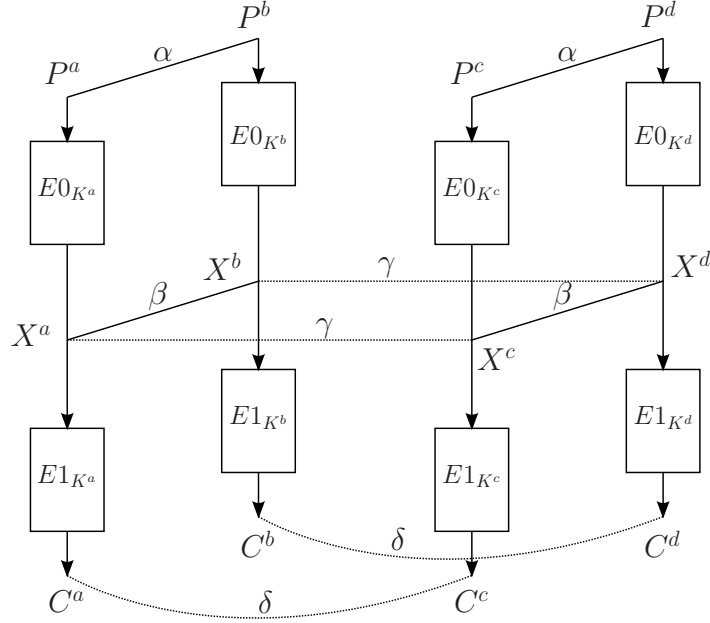 P^b P^d
α α
P^a P^c
E0_{K^b} E0_{K^d}
E0_{K^a} E0_{K^c}
X^b γ X^d
β β
X^a γ X^c
E1_{K^b} E1_{K^d}
E1_{K^a} E1_{K^c}
C^b δ C^d
C^a δ C^c